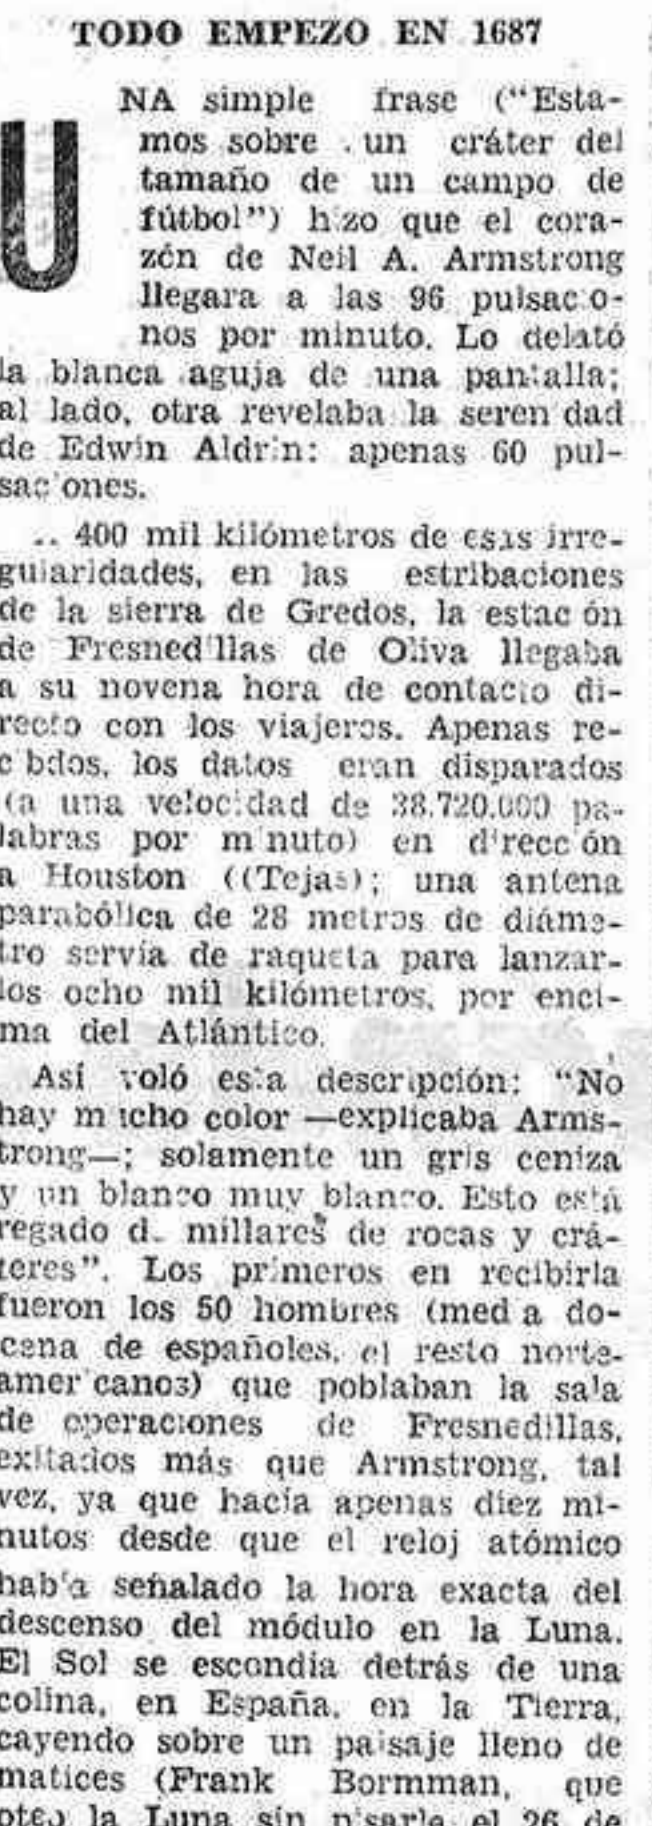 TODO EMPEZO EN 1687
UNA simple frase ("Esta-
mos sobre un cráter del
tamaño de un campo de
fútbol") hizo que el cora-
zón de Neil A. Armstrong
llegara a las 96 pulsacio-
nos por minuto. Lo delató
la blanca aguja de una pantalla;
al lado, otra revelaba la serenidad
de Edwin Aldrin: apenas 60 pul-
saciones.
.. 400 mil kilómetros de esas irre-
gularidades, en las estribaciones
de la sierra de Gredos, la estación
de Fresnedillas de Oliva llegaba
a su novena hora de contacto di-
recto con los viajeros. Apenas re-
c bdos, los datos eran disparados
(a una velocidad de 38.720.000 pa-
labras por minuto) en dirección
a Houston ((Tejas); una antena
parabólica de 28 metros de diáme-
tro servía de raqueta para lanzar-
los ocho mil kilómetros, por enci-
ma del Atlántico.
Así voló esta descripción: "No
hay mucho color —explicaba Arms-
trong—; solamente un gris ceniza
y un blanco muy blanco. Esto está
regado de millares de rocas y crá-
teres". Los primeros en recibirla
fueron los 50 hombres (media do-
cena de españoles, el resto norte-
americanos) que poblaban la sala
de operaciones de Fresnedillas,
exitados más que Armstrong, tal
vez, ya que hacía apenas diez mi-
nutos desde que el reloj atómico
había señalado la hora exacta del
descenso del módulo en la Luna.
El Sol se escondía detrás de una
colina, en España, en la Tierra,
cayendo sobre un paisaje lleno de
matices (Frank Bormman, que
oteó la Luna sin pisarla el 26 de